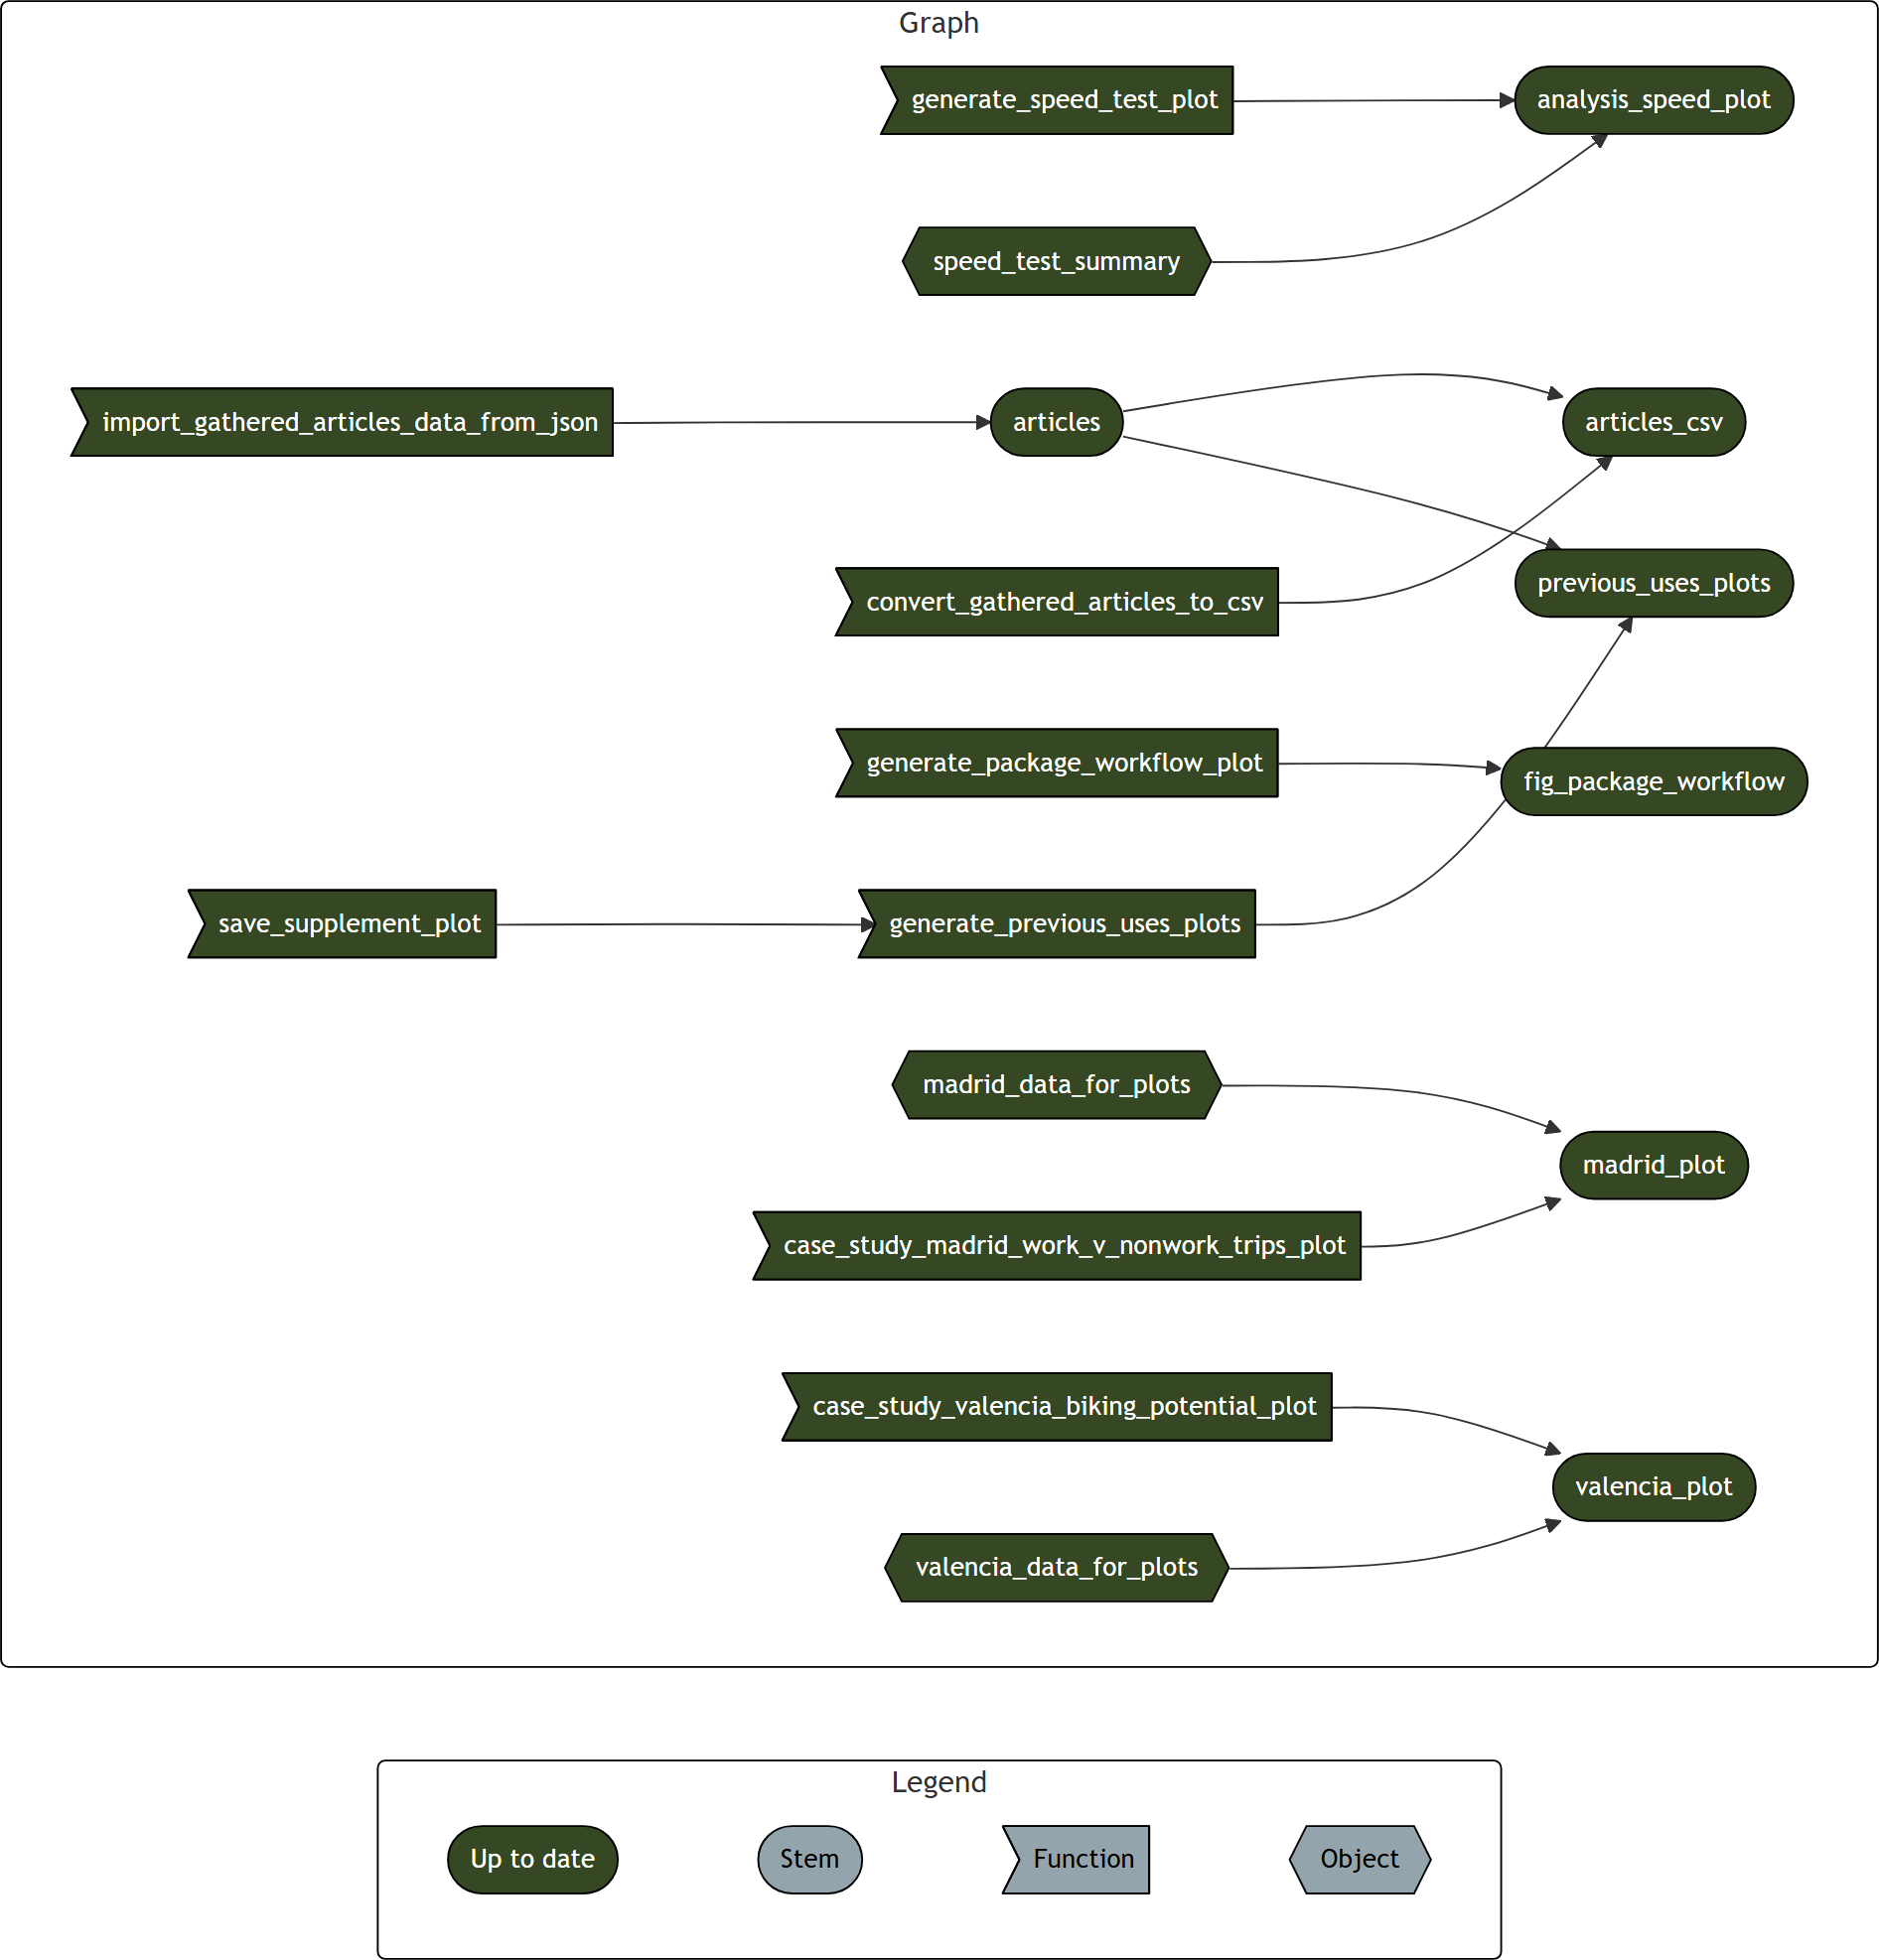 Graph
generate_speed_test_plot
analysis_speed_plot
speed_test_summary
import_gathered_articles_data_from_json
articles
articles_csv
convert_gathered_articles_to_csv
previous_uses_plots
generate_package_workflow_plot
fig_package_workflow
save_supplement_plot
generate_previous_uses_plots
madrid_data_for_plots
madrid_plot
case_study_madrid_work_v_nonwork_trips_plot
case_study_valencia_biking_potential_plot
valencia_plot
valencia_data_for_plots
Legend
Up to date
Stem
Function
Object